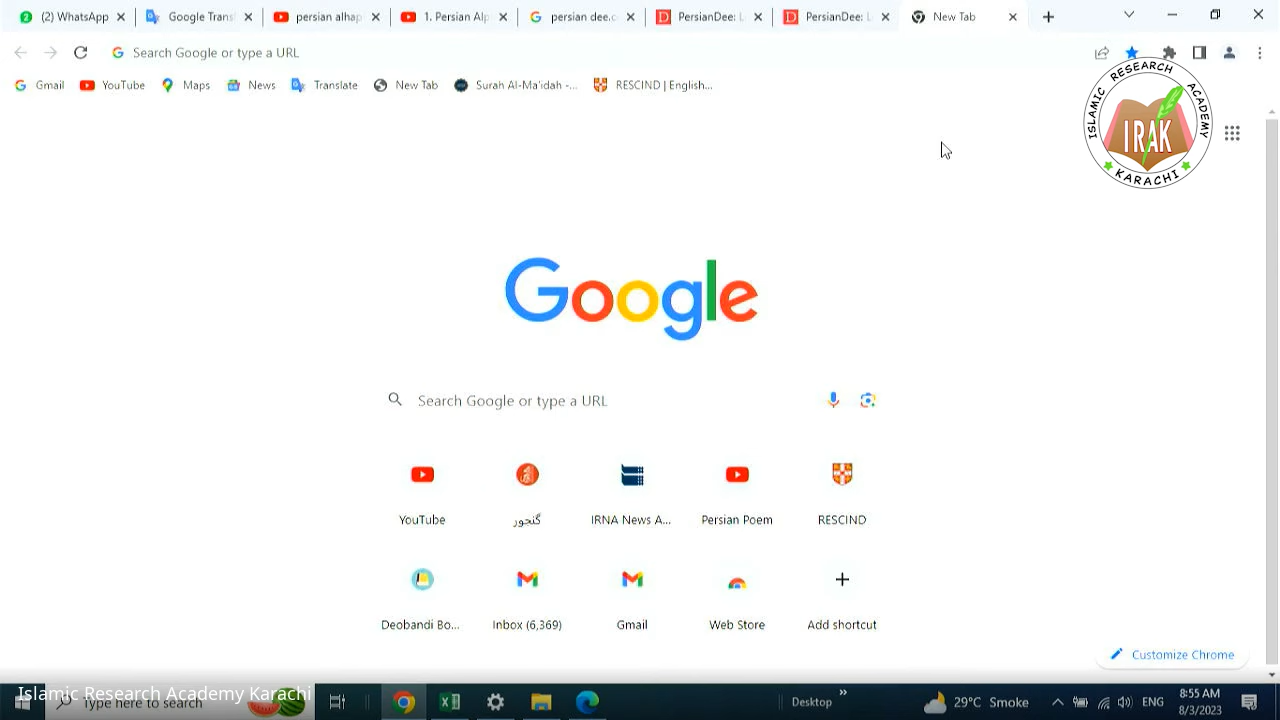 (2) WhatsApp
Google Trans
persian alhap
1. Persian Alp
persian dee.c
PersianDee: L
PersianDee: L
New Tab
Search Google or type a URL
Gmail
YouTube
Maps
News
Translate
New Tab
Surah Al-Ma'idah -...
RESCIND | English...
ISLAMIC RESEARCH ACADEMY
IRAK
KARACHI
Google
Search Google or type a URL
YouTube
گنجور
IRNA News A...
Persian Poem
RESCIND
Deobandi Bo...
Inbox (6,369)
Gmail
Web Store
Add shortcut
Customize Chrome
Islamic Research Academy Karachi
Type here to search
Desktop
29°C Smoke
ENG
8:55 AM
8/3/2023